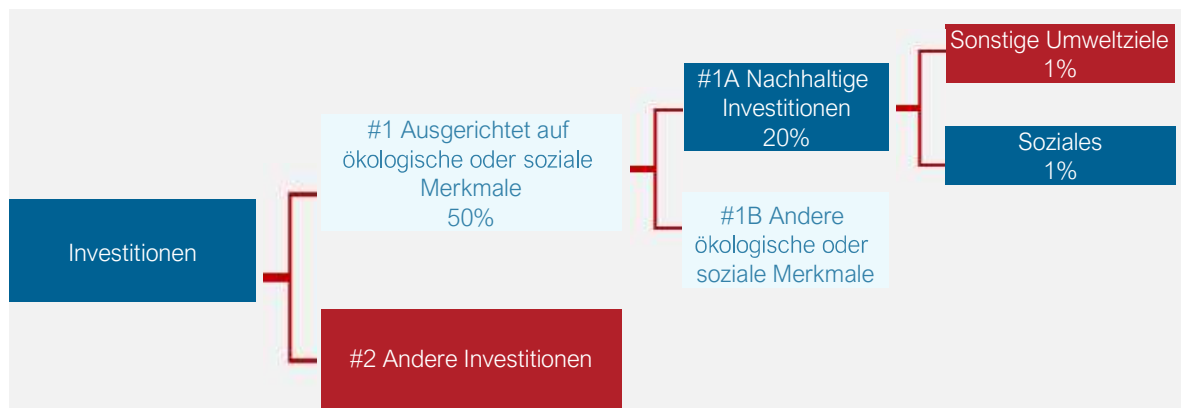 Investitionen
#1 Ausgerichtet auf
ökologische oder soziale
Merkmale
50%
#2 Andere Investitionen
#1A Nachhaltige
Investitionen
20%
#1B Andere
ökologische oder
soziale Merkmale
Sonstige Umweltziele
1%
Soziales
1%